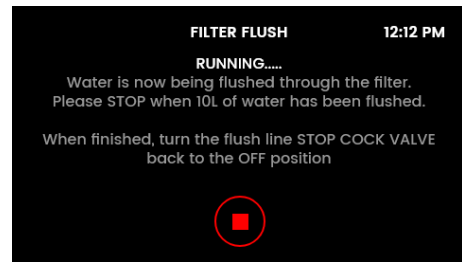 FILTER FLUSH 12:12 PM
RUNNING.....
Water is now being flushed through the filter.
Please STOP when 10L of water has been flushed.
When finished, turn the flush line STOP COCK VALVE
back to the OFF position